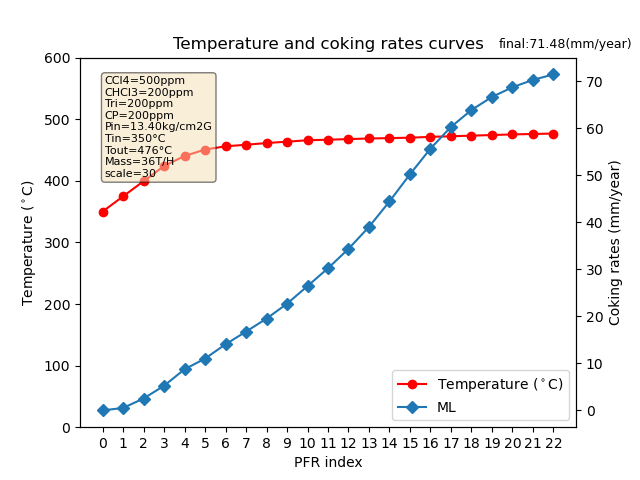 Temperature and coking rates curves
final:71.48(mm/year)
CCl4=500ppm
CHCl3=200ppm
Tri=200ppm
CP=200ppm
Pin=13.40kg/cm2G
Tin=350°C
Tout=476°C
Mass=36T/H
scale=30
Temperature (°C)
600
500
400
300
200
100
0
Coking rates (mm/year)
70
60
50
40
30
20
10
0
Temperature (°C)
ML
0 1 2 3 4 5 6 7 8 9 10 11 12 13 14 15 16 17 18 19 20 21 22
PFR index